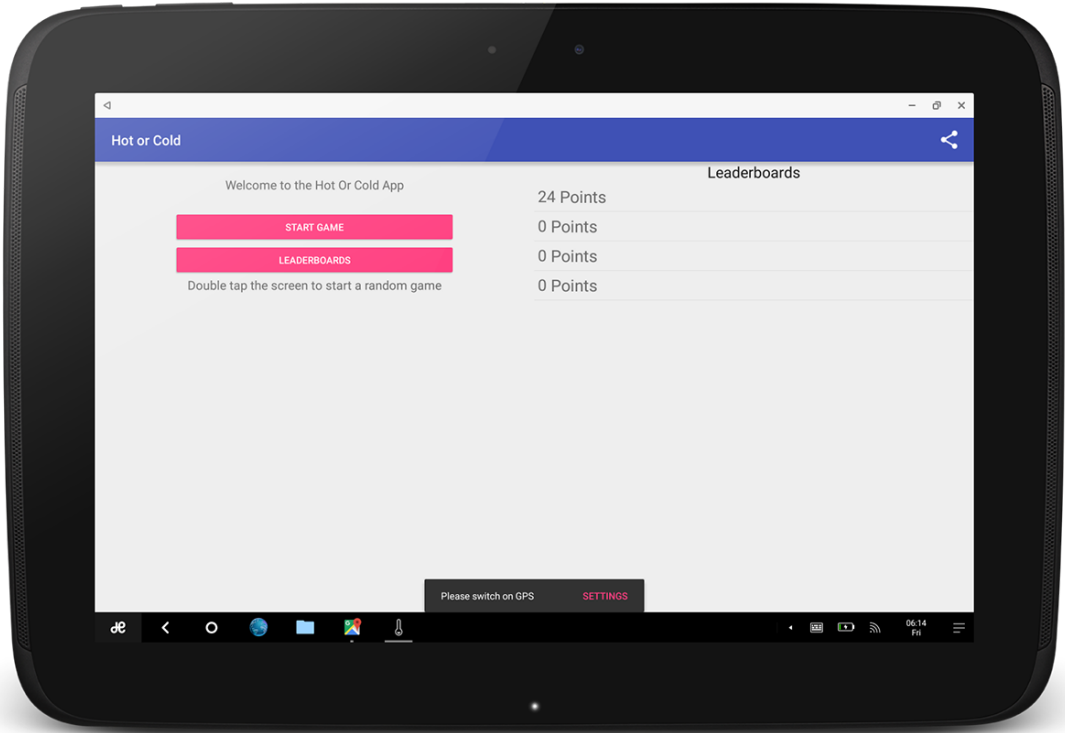 Hot or Cold
Welcome to the Hot Or Cold App
START GAME
LEADERBOARDS
Double tap the screen to start a random game
Leaderboards
24 Points
0 Points
0 Points
0 Points
Please switch on GPS SETTINGS
06:14
Fri